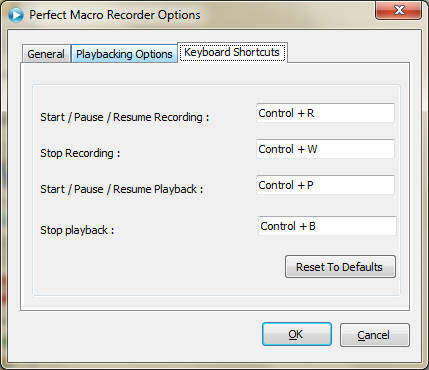 Perfect Macro Recorder Options
General Playbacking Options Keyboard Shortcuts
Start / Pause / Resume Recording : Control + R
Stop Recording : Control + W
Start / Pause / Resume Playback : Control + P
Stop playback : Control + B
Reset To Defaults
OK Cancel